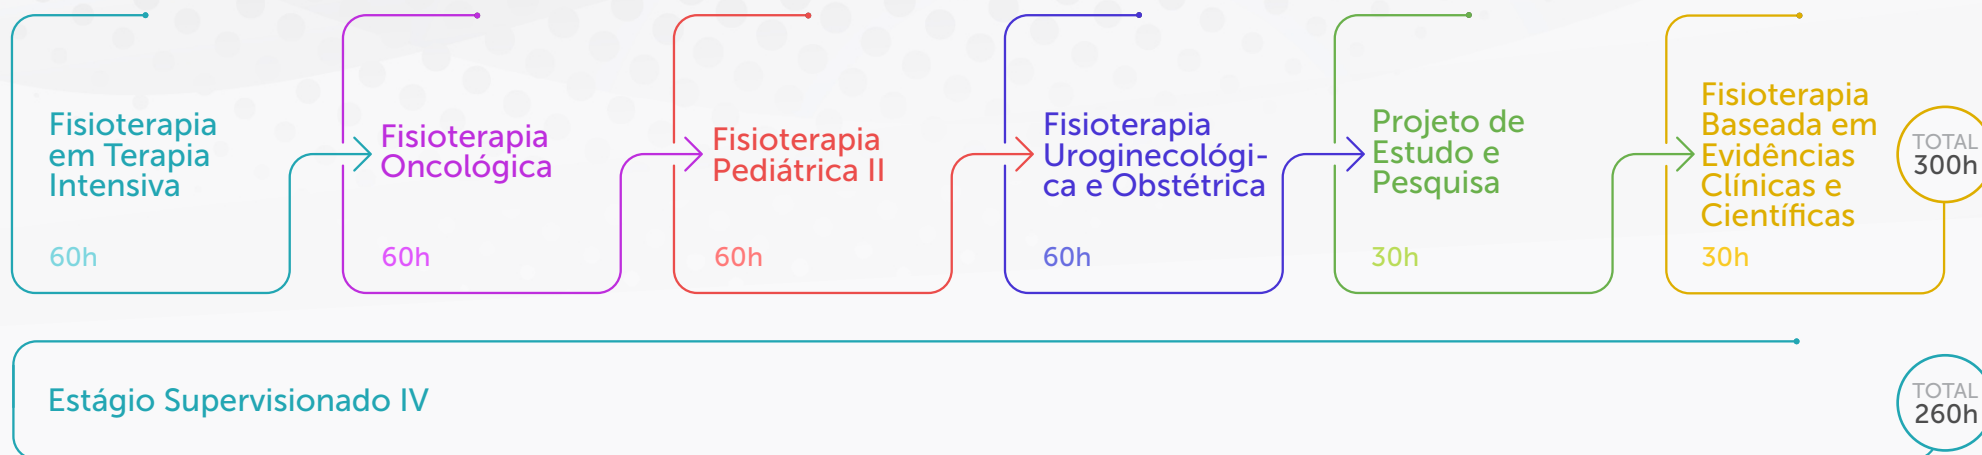 Fisioterapia
em Terapia
Intensiva
60h
Fisioterapia
Oncológica
60h
Fisioterapia
Pediátrica II
60h
Fisioterapia
Uroginecológi-
ca e Obstétrica
60h
Projeto de
Estudo e
Pesquisa
30h
Fisioterapia
Baseada em
Evidências
Clínicas e
Científicas
30h
TOTAL
300h
Estágio Supervisionado IV
TOTAL
260h